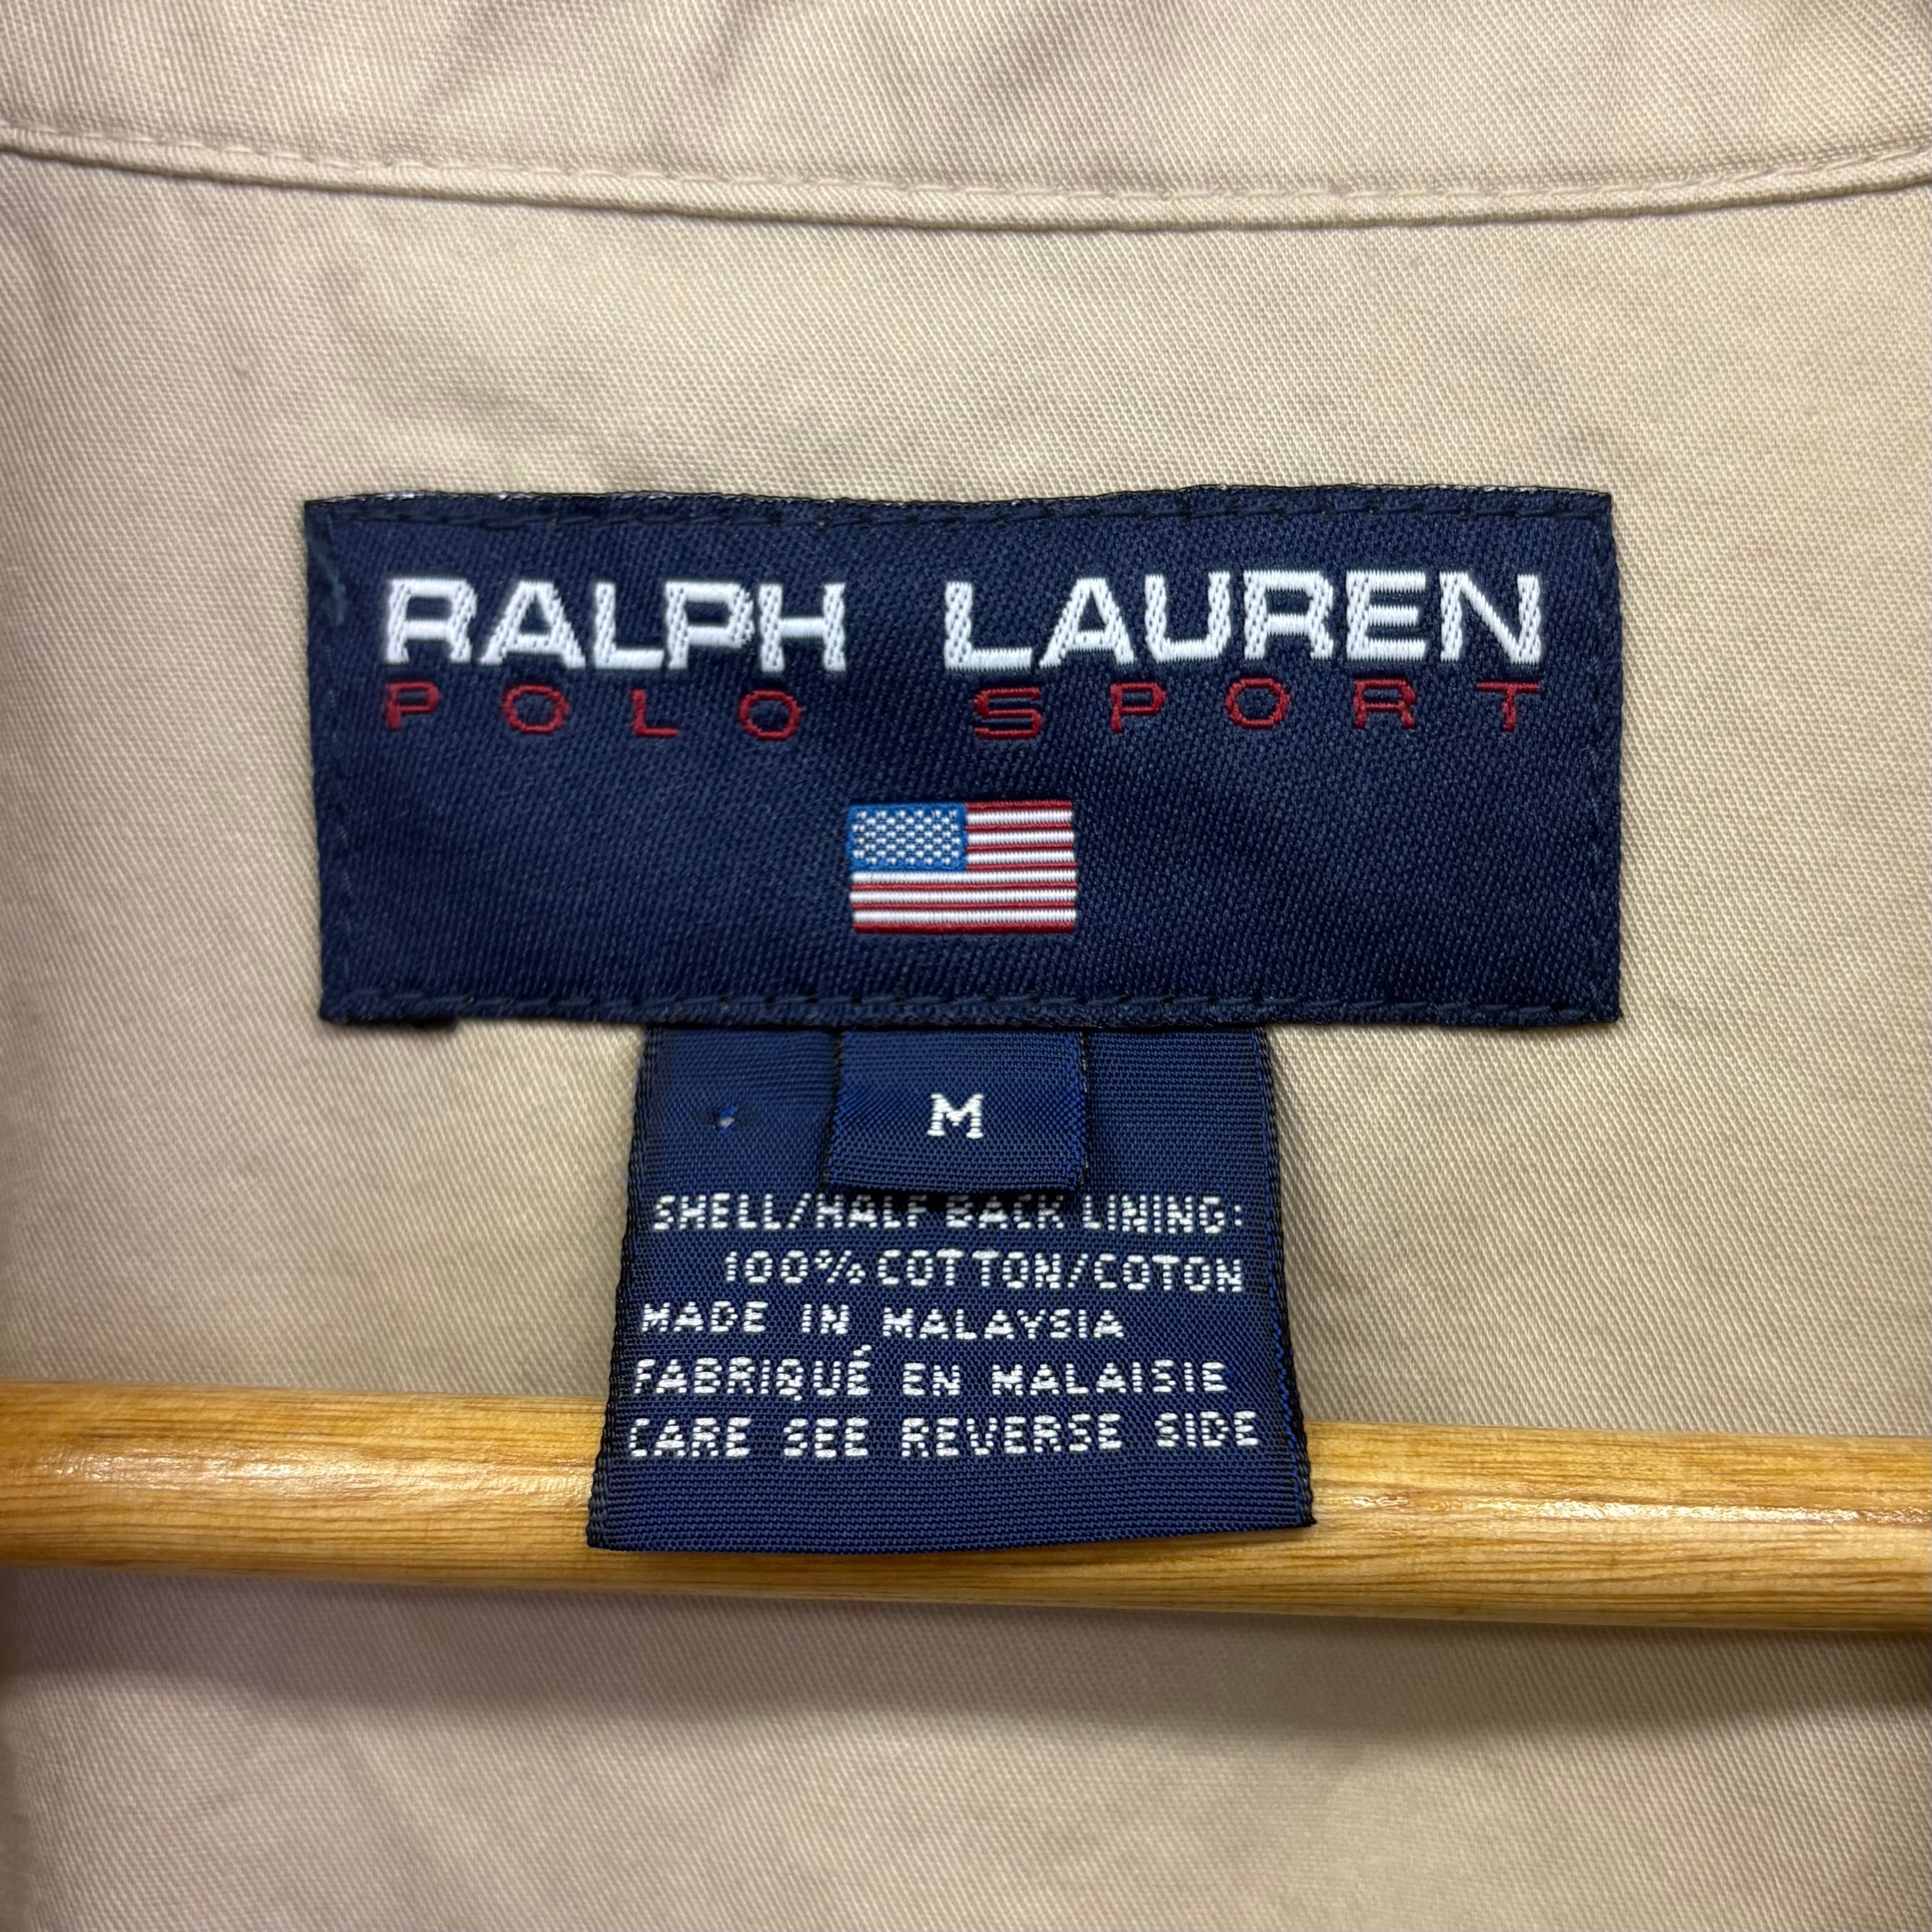 RALPH LAUREN
POLO SPORT
M
SHELL/HALF BACK LINING:
100% COTTON/COTON
MADE IN MALAYSIA
FABRIQUÉ EN MALAISIE
CARE SEE REVERSE SIDE